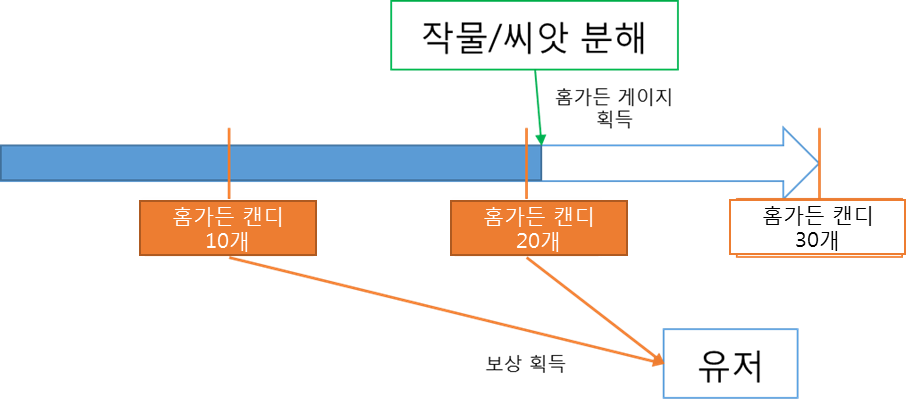 작물/씨앗 분해
홈가든 게이지
획득
홈가든 캔디
10개
홈가든 캔디
20개
홈가든 캔디
30개
보상 획득
유저